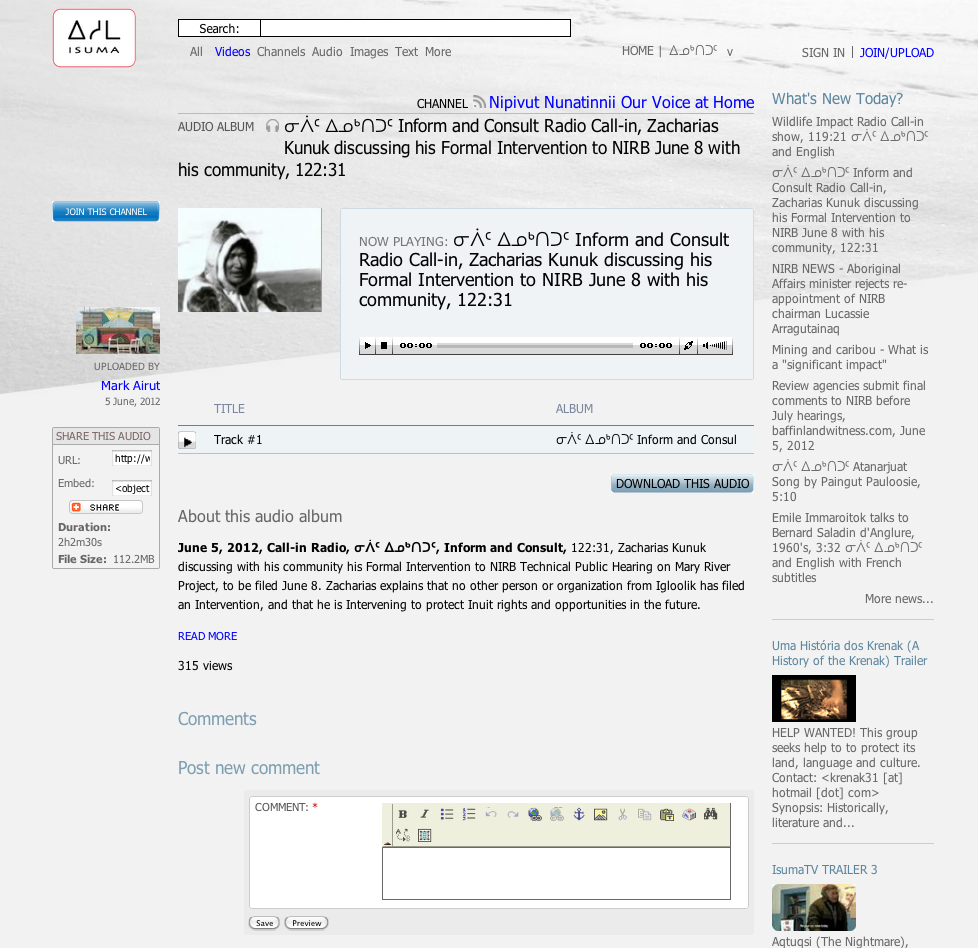 ᐃᓱᒪ
ISUMA
Search:
All Videos Channels Audio Images Text More
HOME | ᐃᓄᒃᑎᑐᑦ v
SIGN IN | JOIN/UPLOAD
CHANNEL Nipivut Nunatinnii Our Voice at Home
AUDIO ALBUM ᓂᐲᑦ ᐃᓄᒃᑎᑐᑦ Inform and Consult Radio Call-in, Zacharias
Kunuk discussing his Formal Intervention to NIRB June 8 with
his community, 122:31
JOIN THIS CHANNEL
UPLOADED BY
Mark Airut
5 June, 2012
SHARE THIS AUDIO
URL: http://w
Embed: <object
SHARE
Duration:
2h2m30s
File Size: 112.2MB
NOW PLAYING: ᓂᐲᑦ ᐃᓄᒃᑎᑐᑦ Inform and Consult
Radio Call-in, Zacharias Kunuk discussing his
Formal Intervention to NIRB June 8 with his
community, 122:31
00:00 00:00
TITLE ALBUM
Track #1 ᓂᐲᑦ ᐃᓄᒃᑎᑐᑦ Inform and Consul
DOWNLOAD THIS AUDIO
About this audio album
June 5, 2012, Call-in Radio, ᓂᐲᑦ ᐃᓄᒃᑎᑐᑦ, Inform and Consult, 122:31, Zacharias Kunuk
discussing with his community his Formal Intervention to NIRB Technical Public Hearing on Mary River
Project, to be filed June 8. Zacharias explains that no other person or organization from Igloolik has filed
an Intervention, and that he is Intervening to protect Inuit rights and opportunities in the future.
READ MORE
315 views
Comments
Post new comment
COMMENT: *
B I
Save Preview
What's New Today?
Wildlife Impact Radio Call-in
show, 119:21 ᓂᐲᑦ ᐃᓄᒃᑎᑐᑦ
and English
ᓂᐲᑦ ᐃᓄᒃᑎᑐᑦ Inform and
Consult Radio Call-in,
Zacharias Kunuk discussing
his Formal Intervention to
NIRB June 8 with his
community, 122:31
NIRB NEWS - Aboriginal
Affairs minister rejects re-
appointment of NIRB
chairman Lucassie
Arragutainaq
Mining and caribou - What is
a "significant impact"
Review agencies submit final
comments to NIRB before
July hearings,
baffinlandwitness.com, June
5, 2012
ᓂᐲᑦ ᐃᓄᒃᑎᑐᑦ Atanarjuat
Song by Paingut Pauloosie,
5:10
Emile Immaroitok talks to
Bernard Saladin d'Anglure,
1960's, 3:32 ᓂᐲᑦ ᐃᓄᒃᑎᑐᑦ
and English with French
subtitles
More news...
Uma História dos Krenak (A
History of the Krenak) Trailer
HELP WANTED! This group
seeks help to to protect its
land, language and culture.
Contact: <krenak31 [at]
hotmail [dot] com>
Synopsis: Historically,
literature and...
IsumaTV TRAILER 3
Aqtuqsi (The Nightmare),